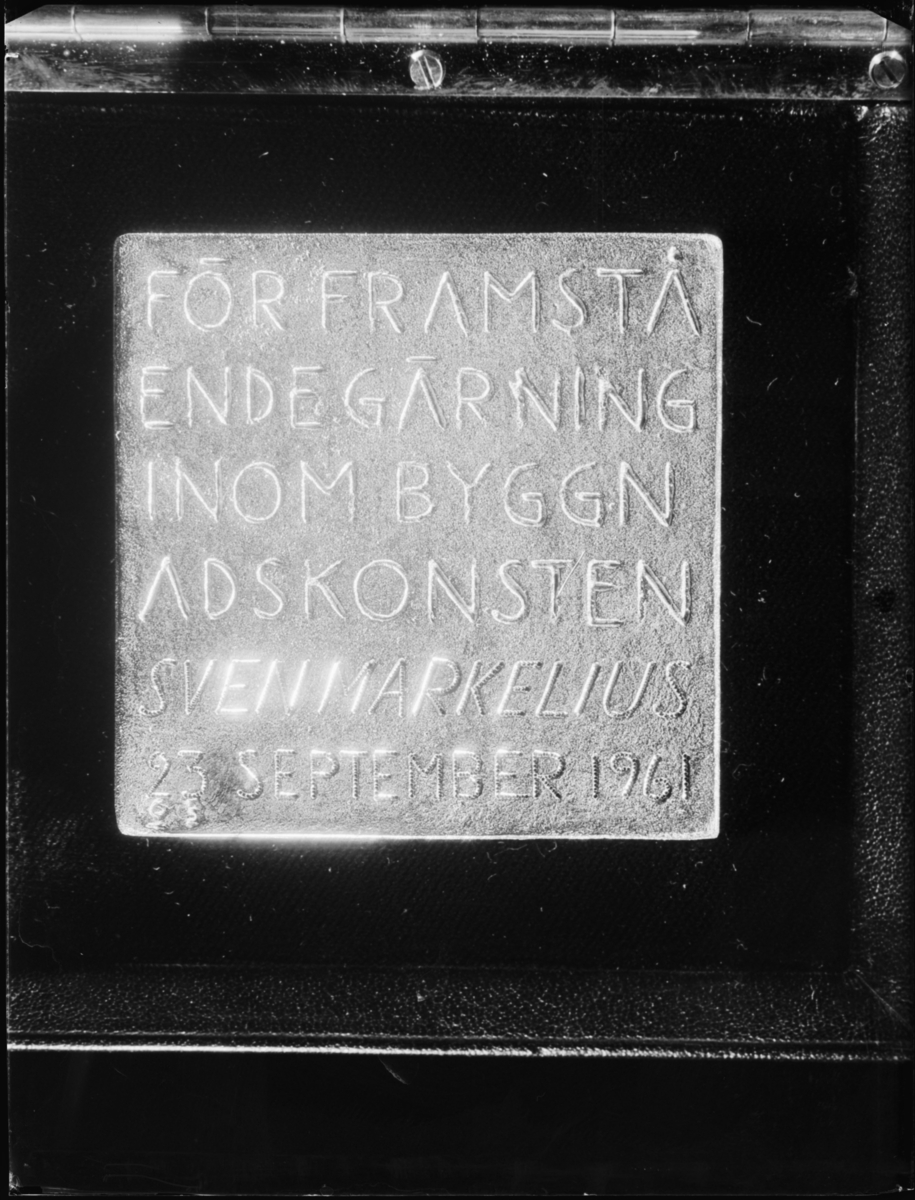 FÖR FRAMSTÅ
ENDE GÄRNING
INOM BYGGN
ADSKONSTEN
SVEN MARKELIUS
23 SEPTEMBER 1961